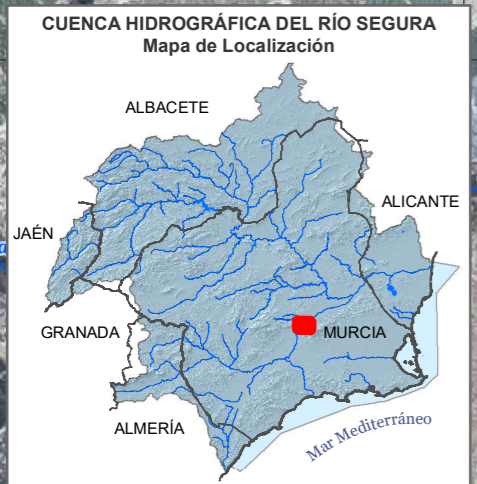 CUENCA HIDROGRÁFICA DEL RÍO SEGURA
Mapa de Localización
ALBACETE
ALICANTE
JAÉN
GRANADA
MURCIA
ALMERÍA
Mar Mediterráneo